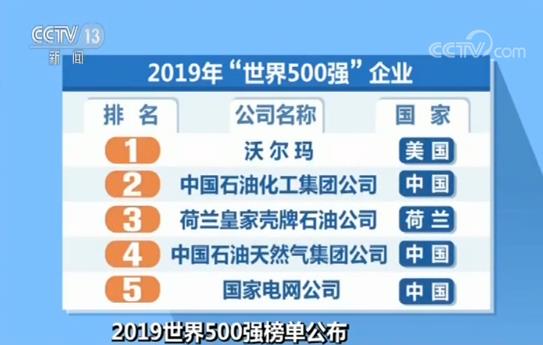 CCTV 13
新闻
CCTV.com
2019年“世界500强”企业
排 名 公司名称 国 家
1 沃尔玛 美国
2 中国石油化工集团公司 中国
3 荷兰皇家壳牌石油公司 荷兰
4 中国石油天然气集团公司 中国
5 国家电网公司 中国
2019世界500强榜单公布